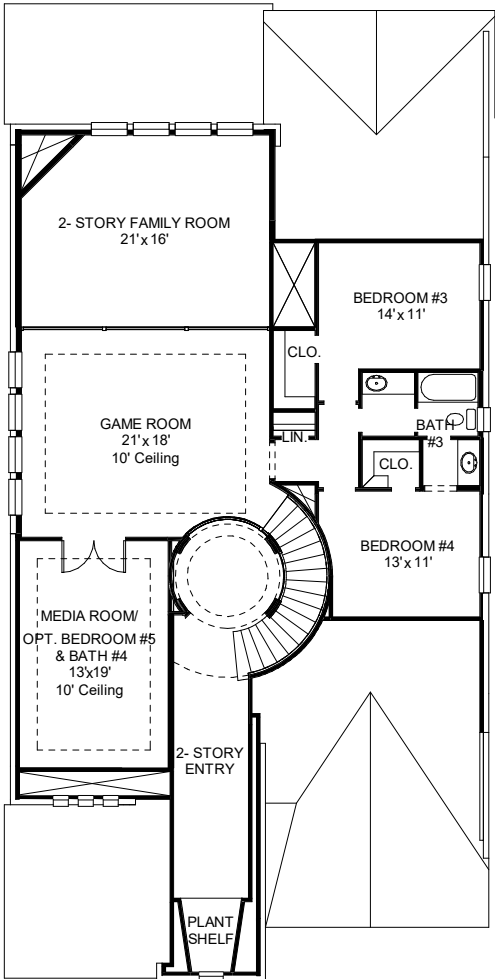 2- STORY FAMILY ROOM
21' x 16'
BEDROOM #3
14' x 11'
CLO.
GAME ROOM
21' x 18'
10' Ceiling
LIN.
BATH
#3
CLO.
BEDROOM #4
13' x 11'
MEDIA ROOM/
OPT. BEDROOM #5
& BATH #4
13'x19'
10' Ceiling
2- STORY
ENTRY
PLANT
SHELF